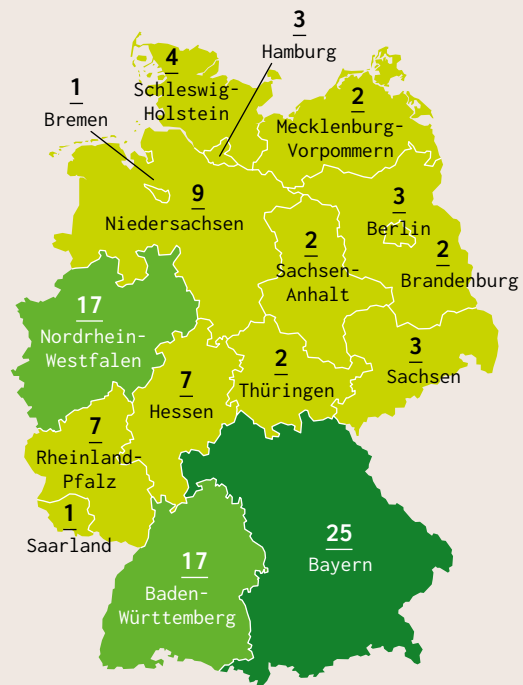 3
Hamburg
4
Schleswig-
Holstein
1
Bremen
2
Mecklenburg-
Vorpommern
9
Niedersachsen
3
Berlin
2
Brandenburg
2
Sachsen-
Anhalt
17
Nordrhein-
Westfalen
7
Hessen
2
Thüringen
3
Sachsen
7
Rheinland-
Pfalz
1
Saarland
17
Baden-
Württemberg
25
Bayern